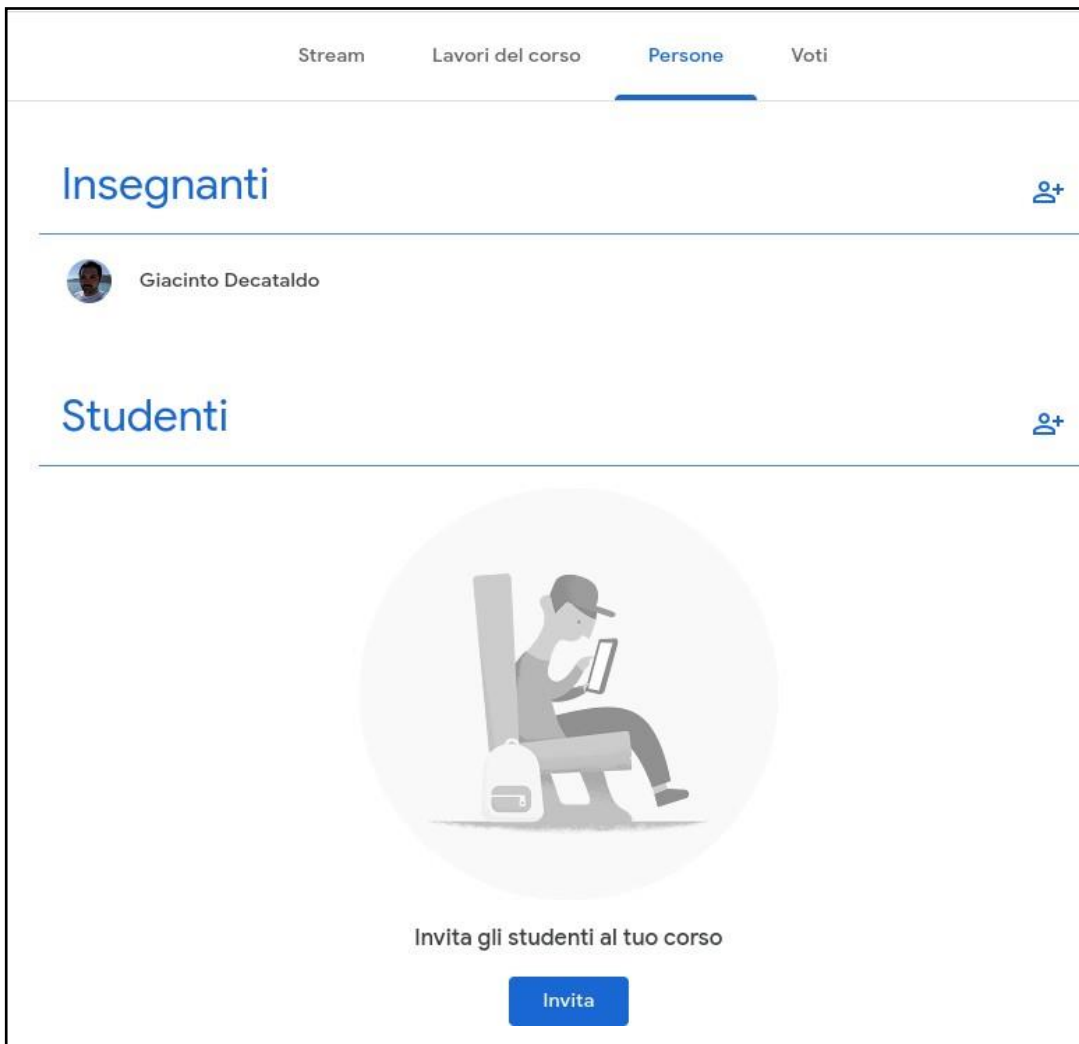 Stream Lavori del corso Persone Voti
Insegnanti
Giacinto Decataldo
Studenti
Invita gli studenti al tuo corso
Invita